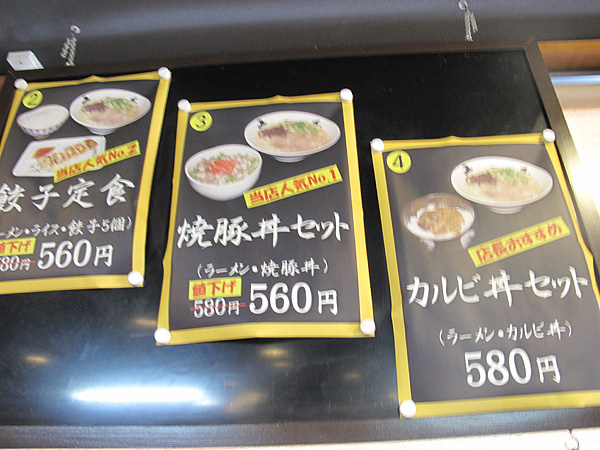 ②
当店人気No.2
餃子定食
ーメン・ライス・餃子5個)
値下げ
80円 560円
③
当店人気No.1
焼豚丼セット
(ラーメン・焼豚丼)
値下げ
580円 560円
④
店長おすすめ
カルビ丼セット
(ラーメン・カルビ丼)
580円